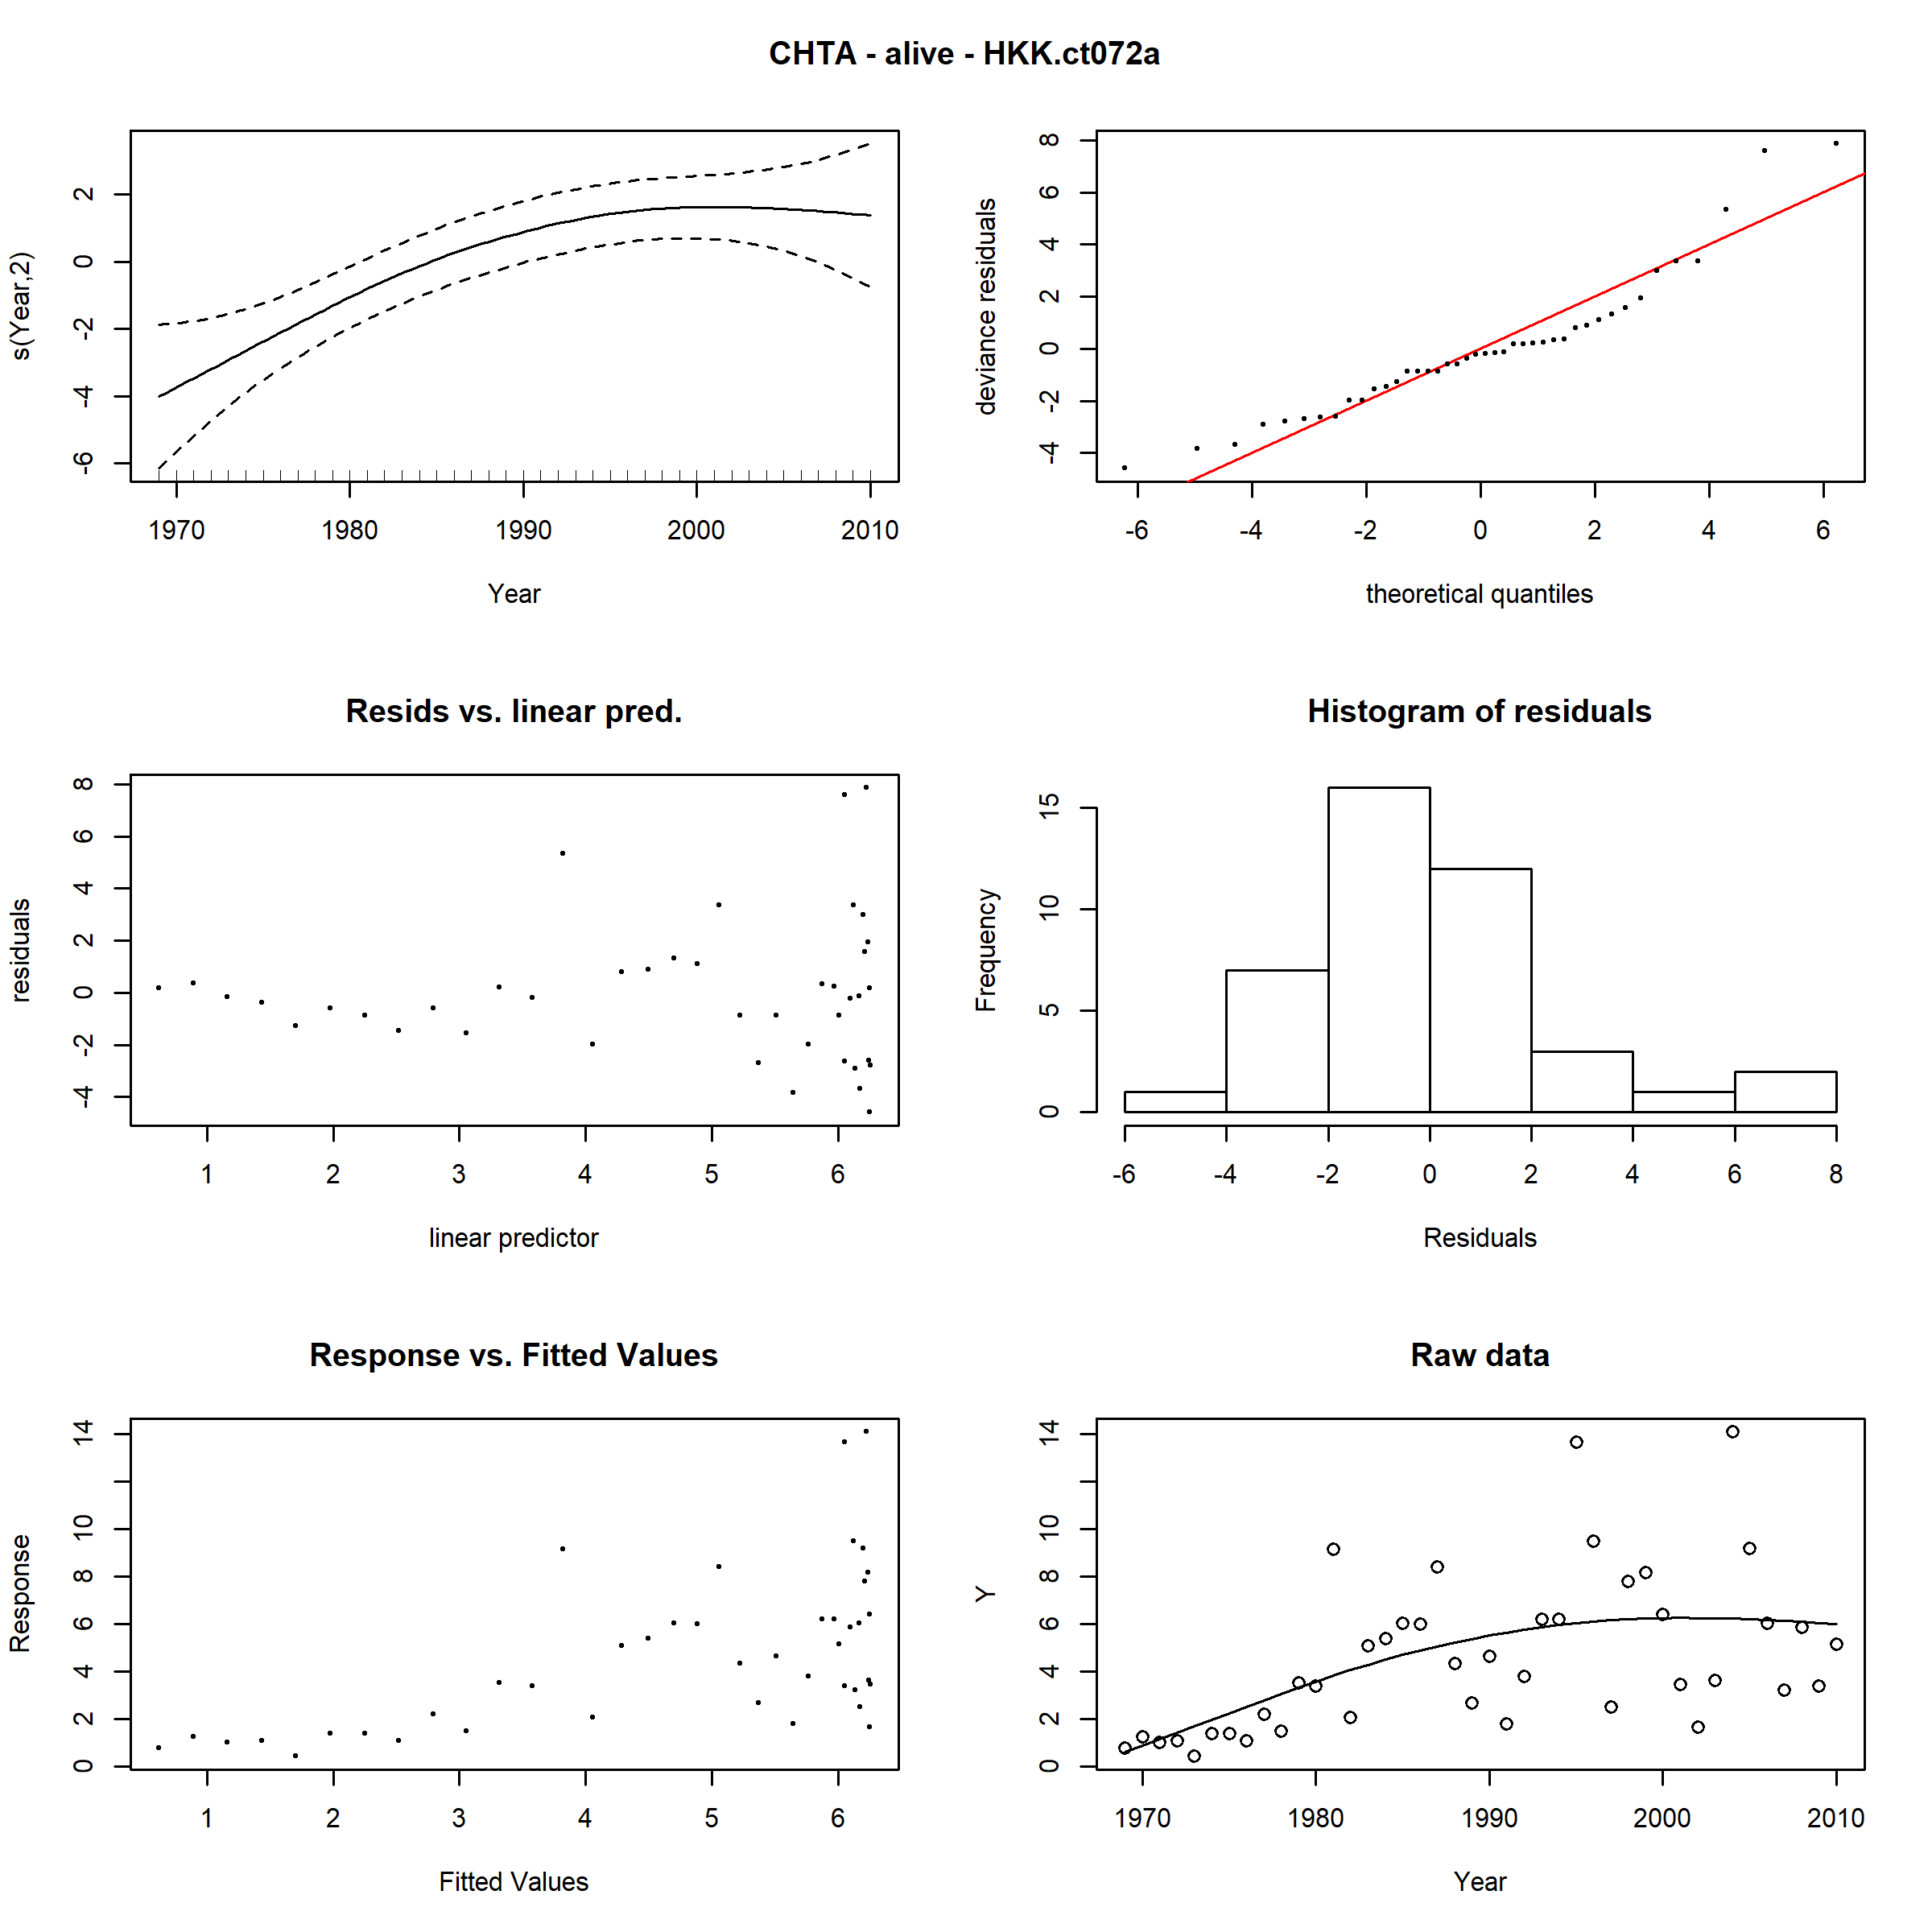 CHTA - alive - HKK.ct072a
s(Year,2)
2
0
-2
-4
-6
1970 1980 1990 2000 2010
Year
deviance residuals
8
6
4
2
0
-2
-4
-6 -4 -2 0 2 4 6
theoretical quantiles
Resids vs. linear pred.
residuals
8
6
4
2
0
-2
-4
1 2 3 4 5 6
linear predictor
Histogram of residuals
Frequency
15
10
5
0
-6 -4 -2 0 2 4 6 8
Residuals
Response vs. Fitted Values
Response
14
10
8
6
4
2
0
1 2 3 4 5 6
Fitted Values
Raw data
Y
14
10
8
6
4
2
0
1970 1980 1990 2000 2010
Year